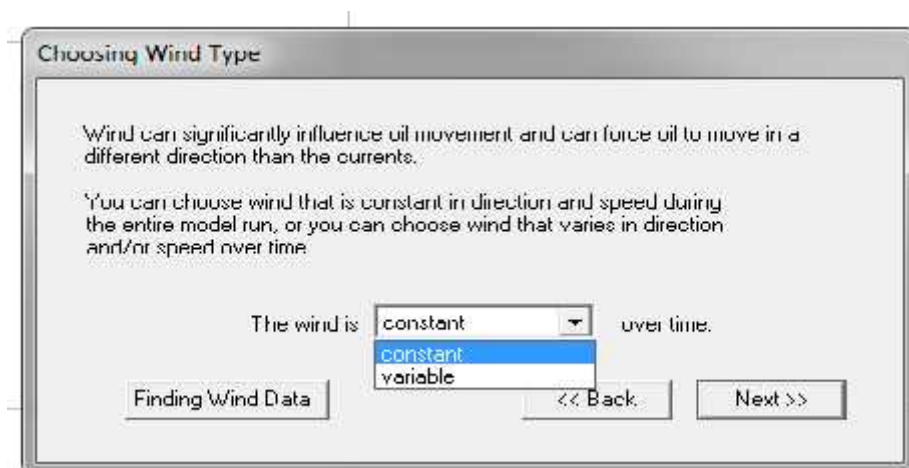 Choosing Wind Type
Wind can significantly influence oil movement and can force oil to move in a
different direction than the currents.
You can choose wind that is constant in direction and speed during
the entire model run, or you can choose wind that varies in direction
and/or speed over time
The wind is constant over time.
constant
variable
Finding Wind Data << Back Next >>